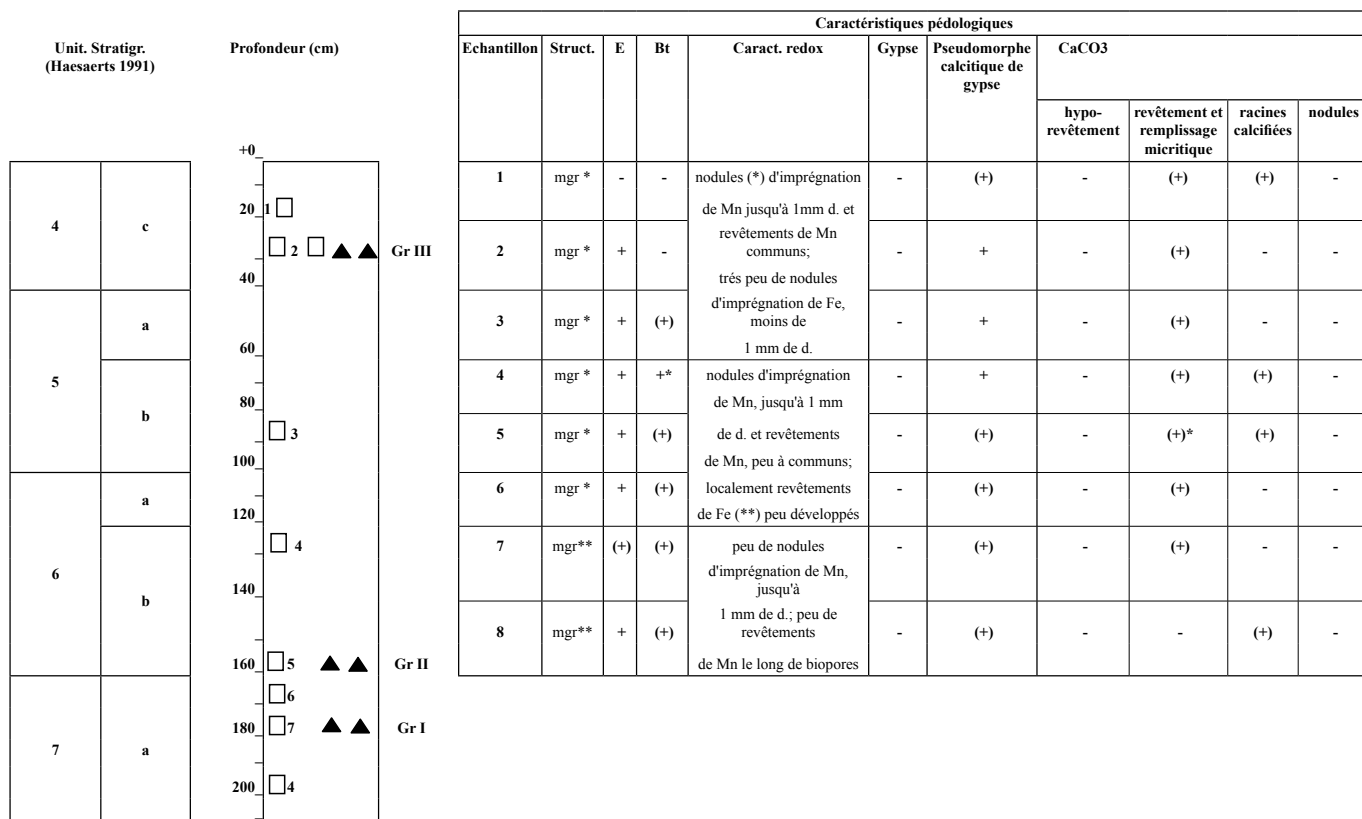 Unit. Stratigr.
(Haesaerts 1991)
Profondeur (cm)
+0
20
40
60
80
100
120
140
160
180
200
4
c
5
a
b
6
a
b
7
a
1
2
Gr III
3
4
5
Gr II
6
7
Gr I
4
Caractéristiques pédologiques
Echantillon Struct. E Bt Caract. redox Gypse Pseudomorphe CaCO3
calcitique de
gypse
hypo-
revêtement
revêtement et
remplissage
micritique
racines
calcifiées
nodules
1 mgr * - - nodules (*) d'imprégnation - (+) - (+) (+) -
de Mn jusqu'à 1mm d. et
revêtements de Mn
communs;
2 mgr * + - - + - (+) - -
trés peu de nodules
d'imprégnation de Fe,
moins de
3 mgr * + (+) - + - (+) - -
1 mm de d.
4 mgr * + +* nodules d'imprégnation - + - (+) (+) -
de Mn, jusqu'à 1 mm
5 mgr * + (+) de d. et revêtements - (+) - (+)* (+) -
de Mn, peu à communs;
6 mgr * + (+) localement revêtements - (+) - (+) - -
de Fe (**) peu développés
7 mgr** (+) (+) peu de nodules - (+) - (+) - -
d'imprégnation de Mn,
jusqu'à
1 mm de d.; peu de
revêtements
8 mgr** + (+) - (+) - - (+) -
de Mn le long de biopores